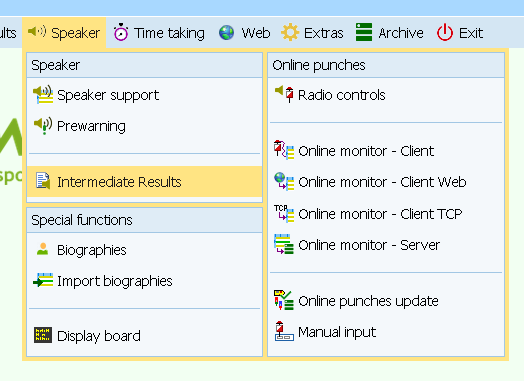 ults Speaker Time taking Web Extras Archive Exit
Speaker
Speaker support
Prewarning
Intermediate Results
Special functions
Biographies
Import biographies
Display board
Online punches
Radio controls
Online monitor - Client
Online monitor - Client Web
TCP Online monitor - Client TCP
Online monitor - Server
Online punches update
Manual input
spo